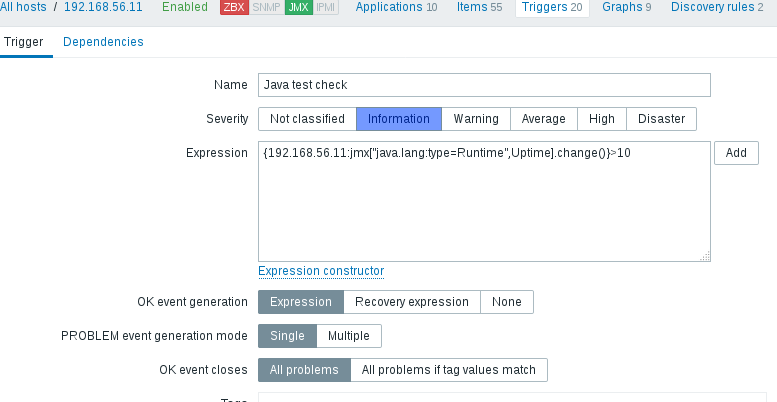 All hosts / 192.168.56.11 Enabled ZBX SNMP JMX IPMI Applications 10 Items 55 Triggers 20 Graphs 9 Discovery rules 2
Trigger Dependencies
Name Java test check
Severity Not classified Information Warning Average High Disaster
Expression {192.168.56.11:jmx["java.lang:type=Runtime",Uptime].change()}>10 Add
Expression constructor
OK event generation Expression Recovery expression None
PROBLEM event generation mode Single Multiple
OK event closes All problems All problems if tag values match
Tags